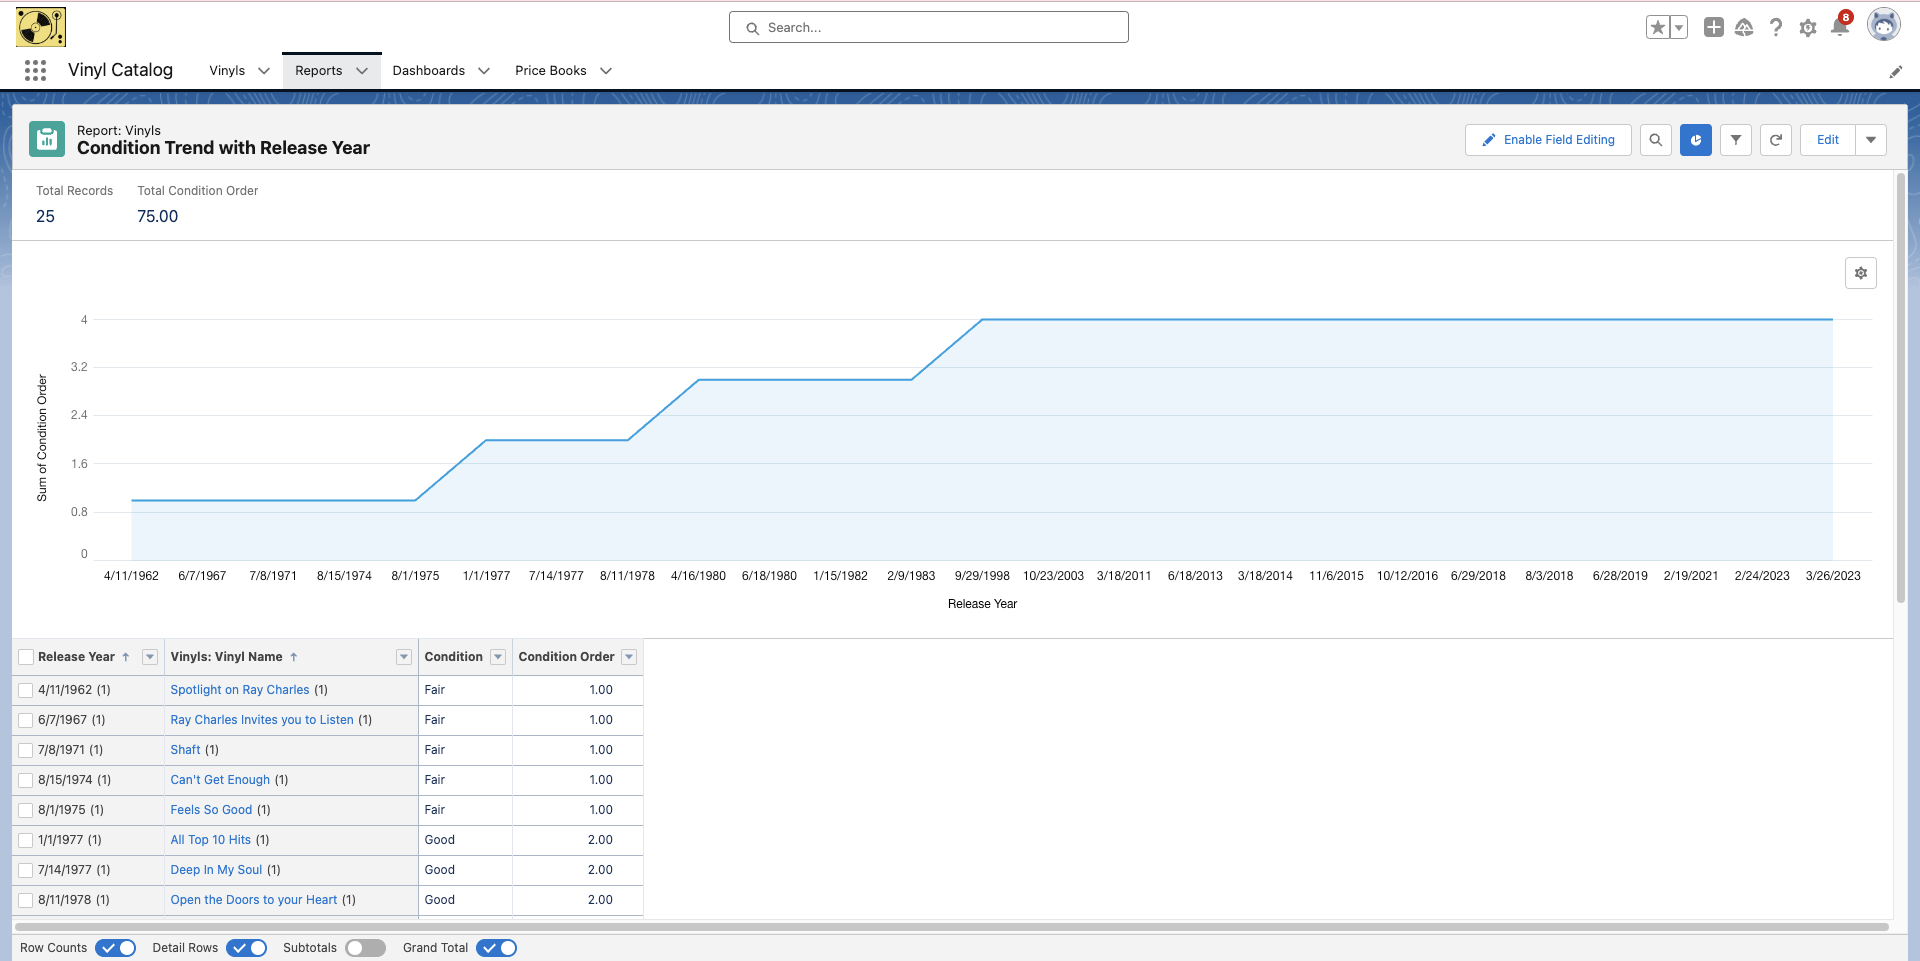 Search...
8
Vinyl Catalog
Vinyls
Reports
Dashboards
Price Books
Report: Vinyls
Condition Trend with Release Year
Enable Field Editing
Edit
Total Records
Total Condition Order
25
75.00
4
3.2
2.4
1.6
0.8
0
Sum of Condition Order
4/11/1962 6/7/1967 7/8/1971 8/15/1974 8/1/1975 1/1/1977 7/14/1977 8/11/1978 4/16/1980 6/18/1980 1/15/1982 2/9/1983 9/29/1998 10/23/2003 3/18/2011 6/18/2013 3/18/2014 11/6/2015 10/12/2016 6/29/2018 8/3/2018 6/28/2019 2/19/2021 2/24/2023 3/26/2023
Release Year
Release Year ↑ Vinyls: Vinyl Name ↑ Condition Condition Order
4/11/1962 (1) Spotlight on Ray Charles (1) Fair 1.00
6/7/1967 (1) Ray Charles Invites you to Listen (1) Fair 1.00
7/8/1971 (1) Shaft (1) Fair 1.00
8/15/1974 (1) Can't Get Enough (1) Fair 1.00
8/1/1975 (1) Feels So Good (1) Fair 1.00
1/1/1977 (1) All Top 10 Hits (1) Good 2.00
7/14/1977 (1) Deep In My Soul (1) Good 2.00
8/11/1978 (1) Open the Doors to your Heart (1) Good 2.00
Row Counts Detail Rows Subtotals Grand Total